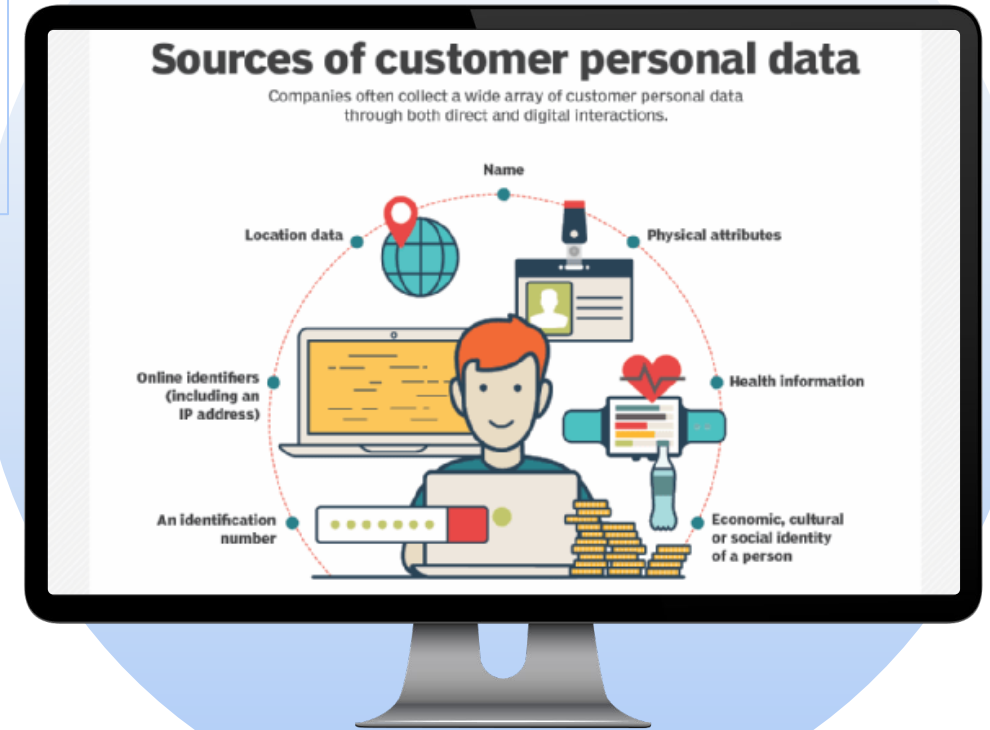 Sources of customer personal data
Companies often collect a wide array of customer personal data
through both direct and digital interactions.
Name
Location data
Physical attributes
Online identifiers
(including an
IP address)
Health information
An identification
number
Economic, cultural
or social identity
of a person